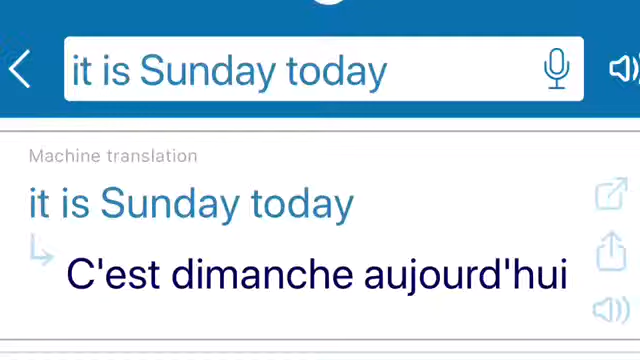 it is Sunday today
Machine translation
it is Sunday today
C'est dimanche aujourd'hui